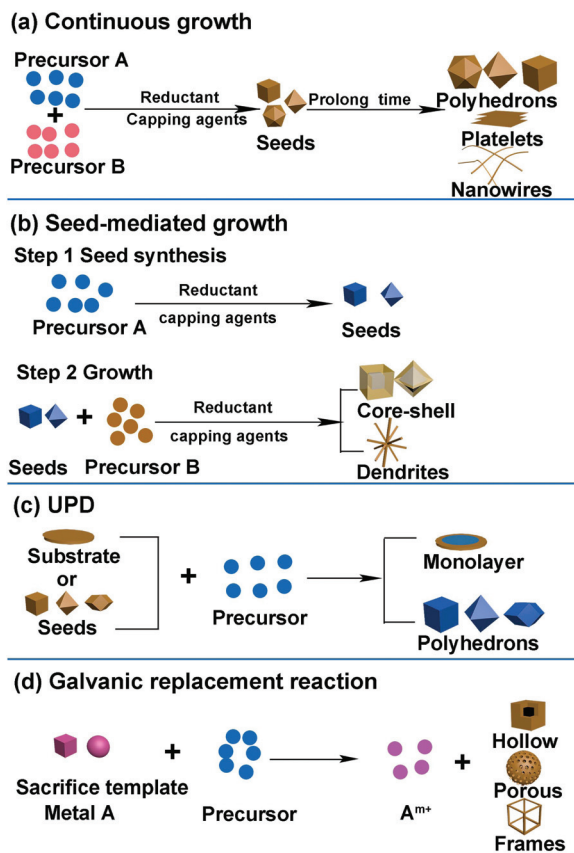 (a) Continuous growth
Precursor A
+
Precursor B
Reductant
Capping agents
Seeds
Prolong time
Polyhedrons
Platelets
Nanowires
(b) Seed-mediated growth
Step 1 Seed synthesis
Precursor A
Reductant
capping agents
Seeds
Step 2 Growth
Seeds
+
Precursor B
Reductant
capping agents
Core-shell
Dendrites
(c) UPD
Substrate
or
Seeds
+
Precursor
Monolayer
Polyhedrons
(d) Galvanic replacement reaction
Sacrifice template
Metal A
+
Precursor
Aᵐ⁺
+
Hollow
Porous
Frames